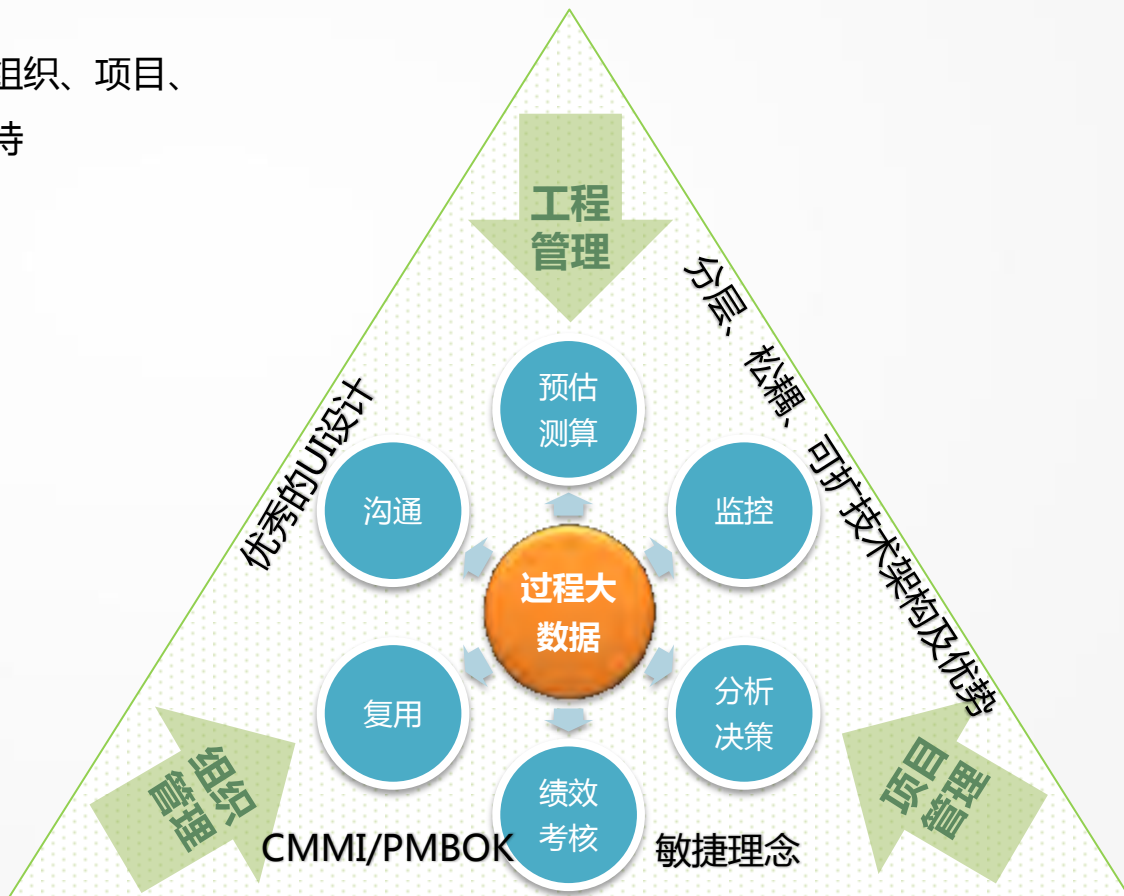 组织、项目、
持
工程
管理
分层、松耦、可扩技术架构及优势
优秀的UI设计
预估
测算
沟通
监控
过程大
数据
复用
分析
决策
绩效
考核
组织
管理
项目
管理
CMMI/PMBOK
敏捷理念